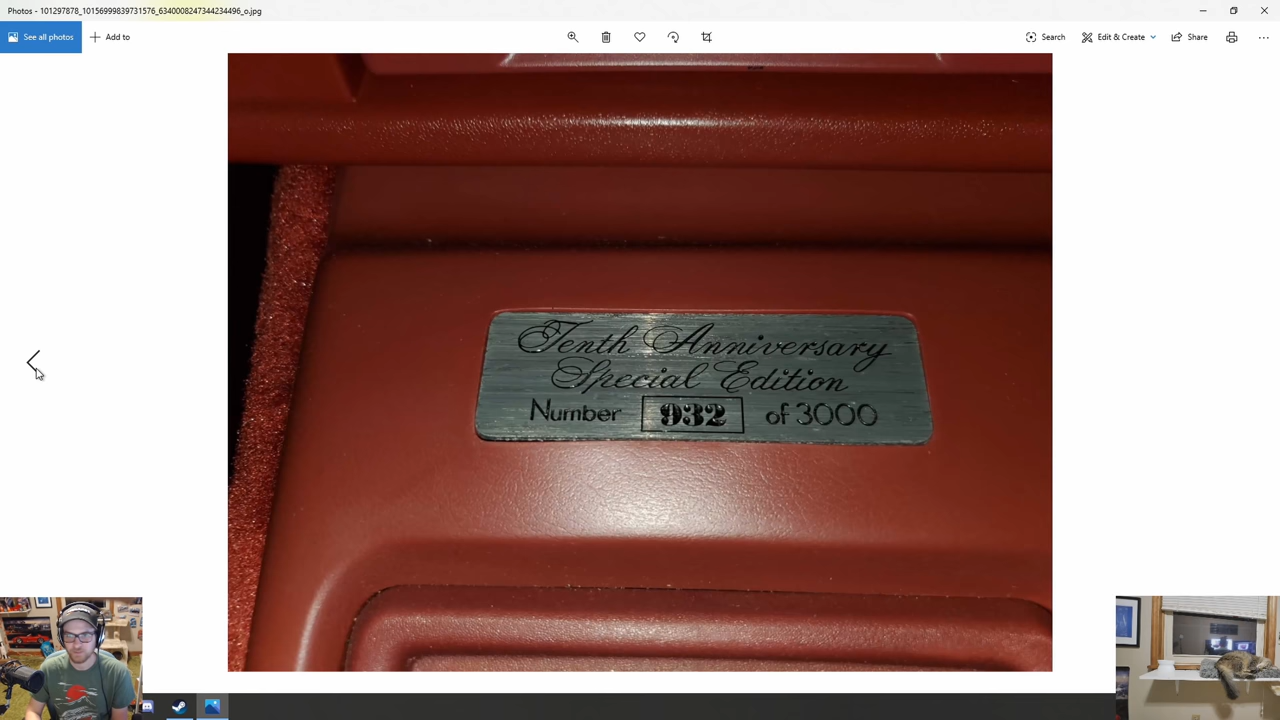 Photos - 101297878_10156999839731576_6340008247344234496_o.jpg
See all photos
Add to
Search
Edit & Create
Share
Tenth Anniversary
Special Edition
Number 932 of 3000